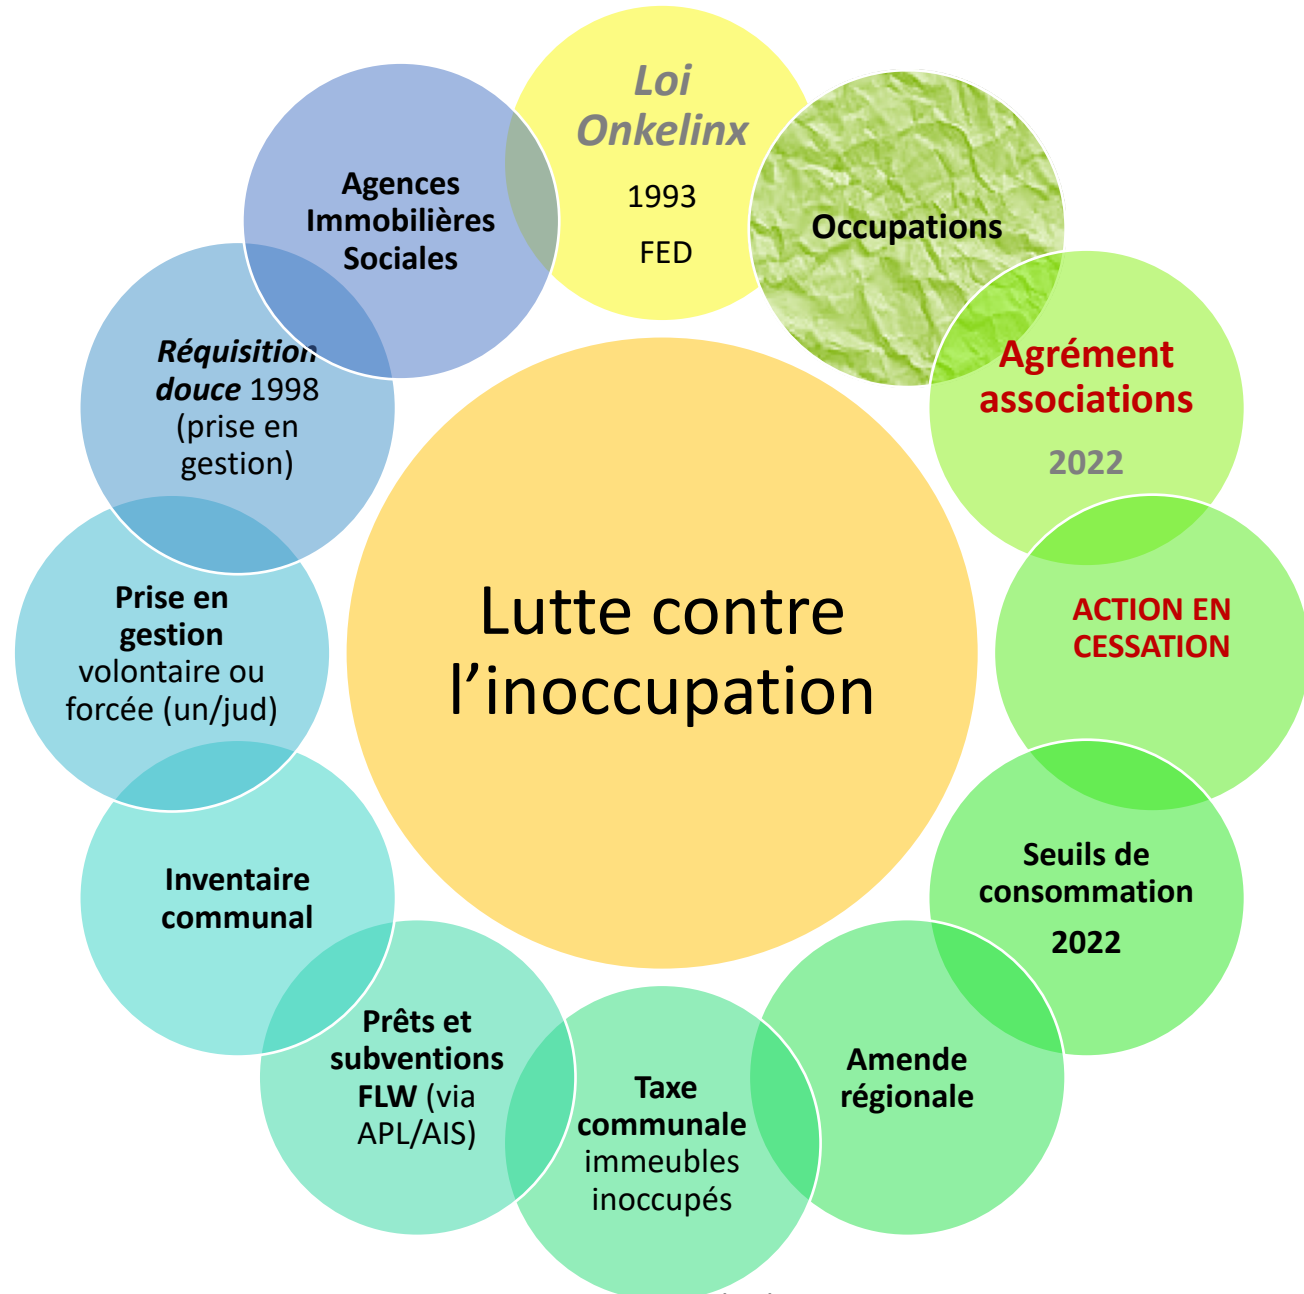 Loi
Onkelinx
1993
FED
Occupations
Agrément
associations
2022
ACTION EN
CESSATION
Seuils de
consommation
2022
Amende
régionale
Taxe
communale
immeubles
inoccupés
Prêts et
subventions
FLW (via
APL/AIS)
Inventaire
communal
Prise en
gestion
volontaire ou
forcée (un/jud)
Réquisition
douce 1998
(prise en
gestion)
Agences
Immobilières
Sociales
Lutte contre
l’inoccupation